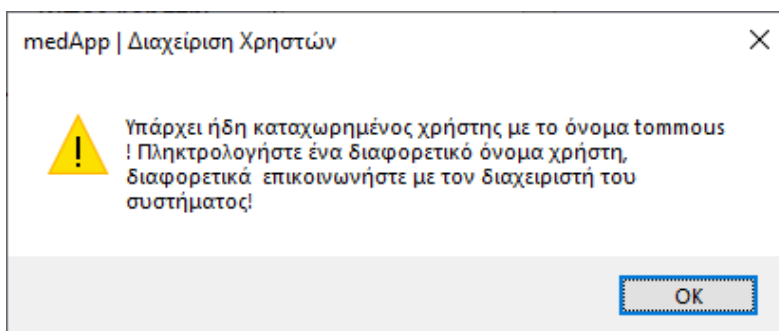 medApp | Διαχείριση Χρηστών
Υπάρχει ήδη καταχωρημένος χρήστης με το όνομα tommous
! Πληκτρολογήστε ένα διαφορετικό όνομα χρήστη,
διαφορετικά  επικοινωνήστε με τον διαχειριστή του
συστήματος!
OK